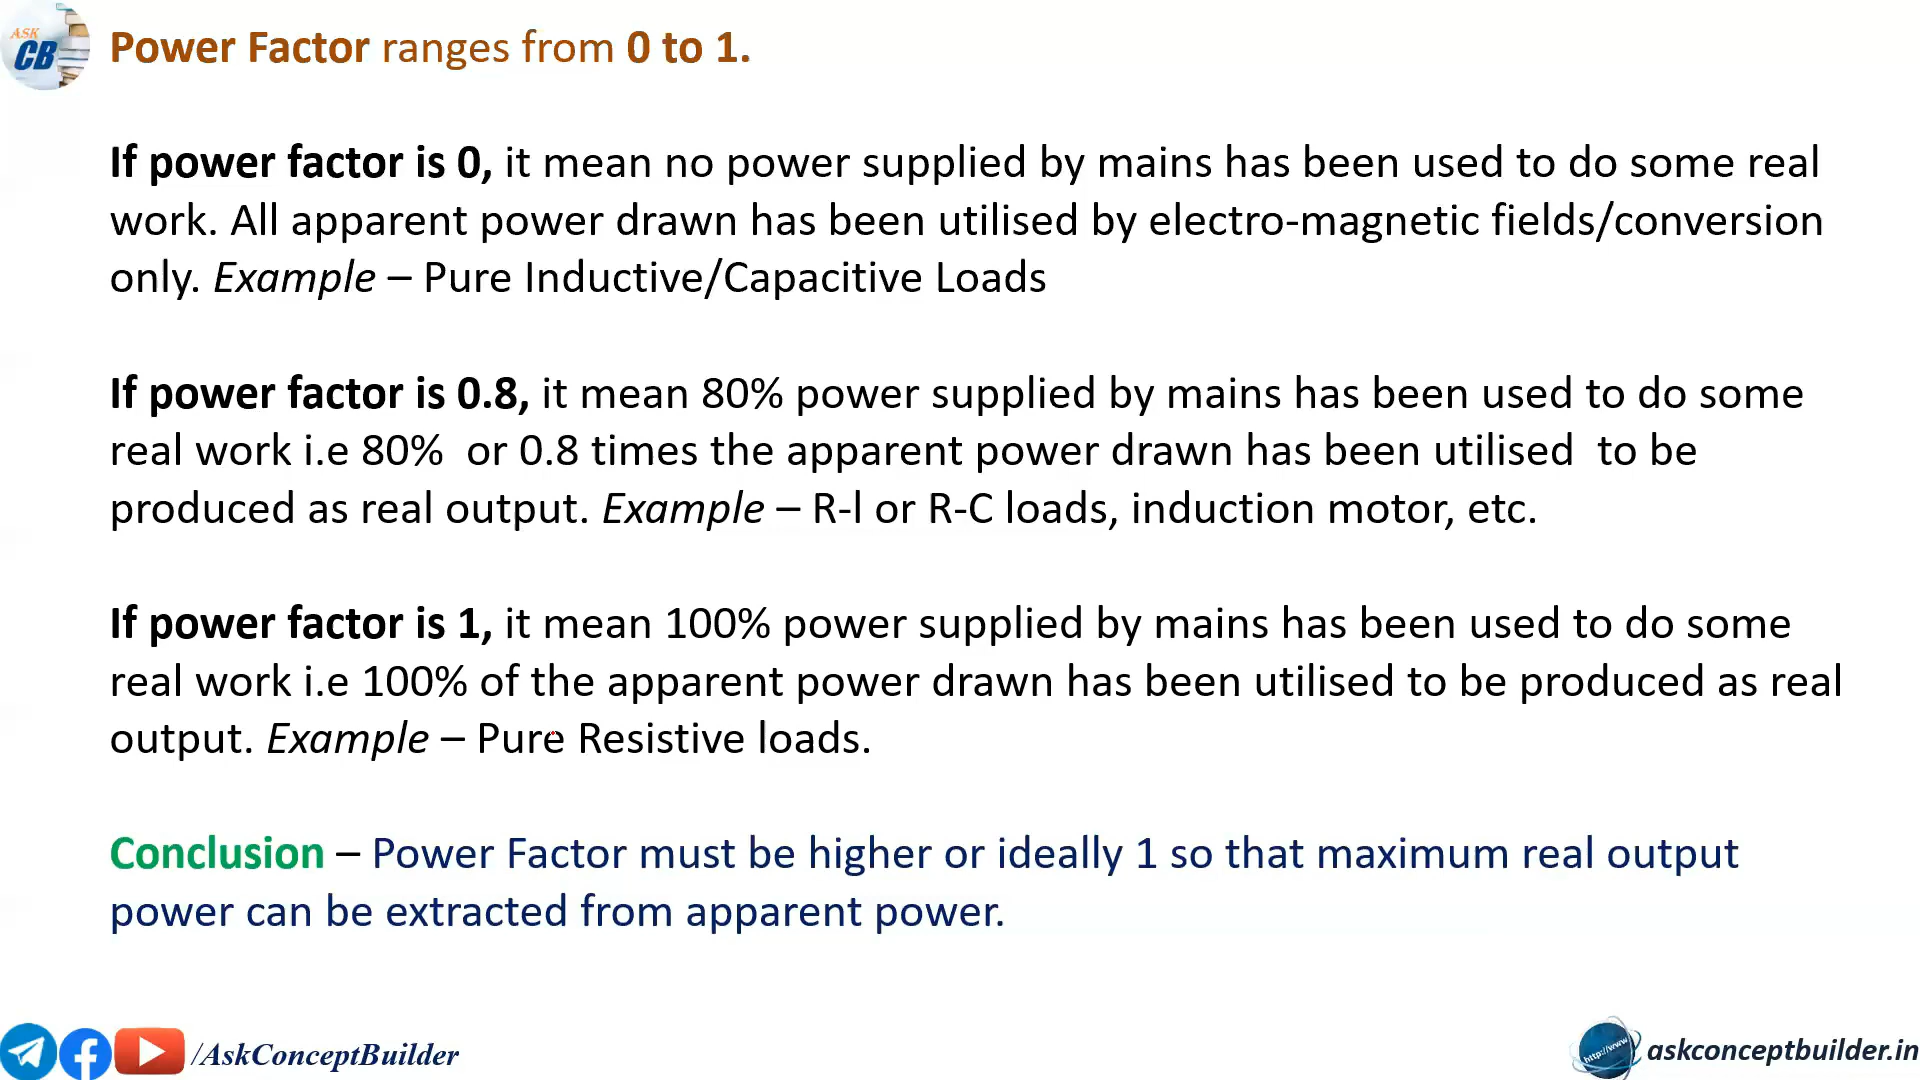 ASK
CB
Power Factor ranges from 0 to 1.
If power factor is 0, it mean no power supplied by mains has been used to do some real
work. All apparent power drawn has been utilised by electro-magnetic fields/conversion
only. Example – Pure Inductive/Capacitive Loads
If power factor is 0.8, it mean 80% power supplied by mains has been used to do some
real work i.e 80%  or 0.8 times the apparent power drawn has been utilised  to be
produced as real output. Example – R-l or R-C loads, induction motor, etc.
If power factor is 1, it mean 100% power supplied by mains has been used to do some
real work i.e 100% of the apparent power drawn has been utilised to be produced as real
output. Example – Pure Resistive loads.
Conclusion – Power Factor must be higher or ideally 1 so that maximum real output
power can be extracted from apparent power.
/AskConceptBuilder
http://www
askconceptbuilder.in